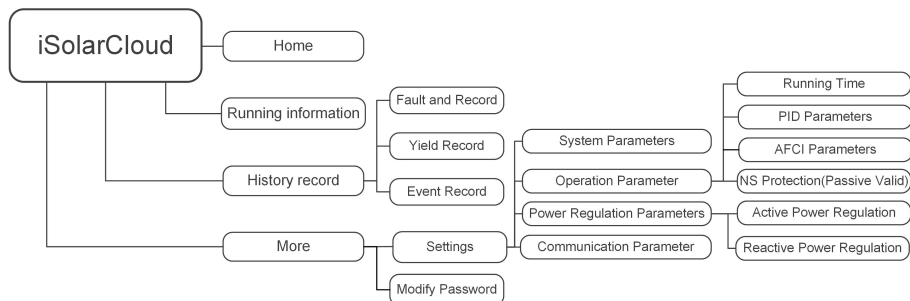 iSolarCloud
Home
Running information
History record
Fault and Record
Yield Record
Event Record
More
Settings
Modify Password
System Parameters
Operation Parameter
Power Regulation Parameters
Communication Parameter
Running Time
PID Parameters
AFCI Parameters
NS Protection(Passive Valid)
Active Power Regulation
Reactive Power Regulation